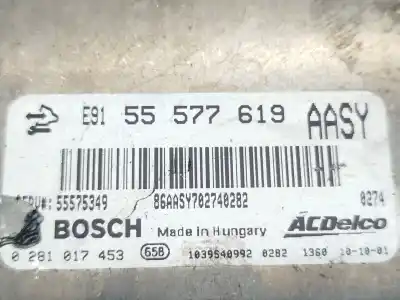 E91 55 577 619 AASY
55575349 86AASY702740282 0274
BOSCH Made in Hungary ACDelco
0 281 017 453 658 1039S40992 0282 1360 10-10-01